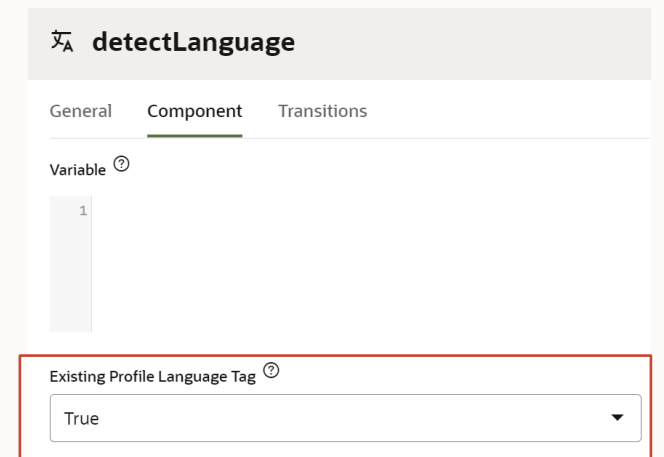 detectLanguage
General Component Transitions
Variable ?
1
Existing Profile Language Tag ?
True